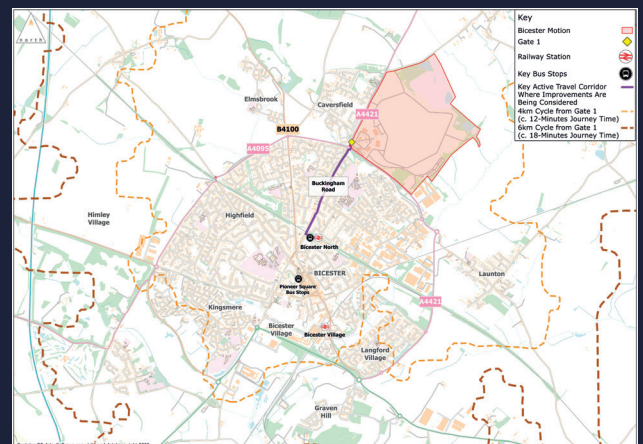 north
Key
Bicester Motion
Gate 1
Railway Station
Key Bus Stops
Key Active Travel Corridor
Where Improvements Are
Being Considered
4km Cycle from Gate 1
(c. 12-Minutes Journey Time)
6km Cycle from Gate 1
(c. 18-Minutes Journey Time)
Elmsbrook
Caversfield
A4421
B4100
A4095
Buckingham
Road
Himley
Village
Highfield
Bicester North
BICESTER
Launton
Pioneer Square
Bus Stops
A4421
Kingsmere
Bicester
Village
Bicester Village
Langford
Village
Graven
Hill